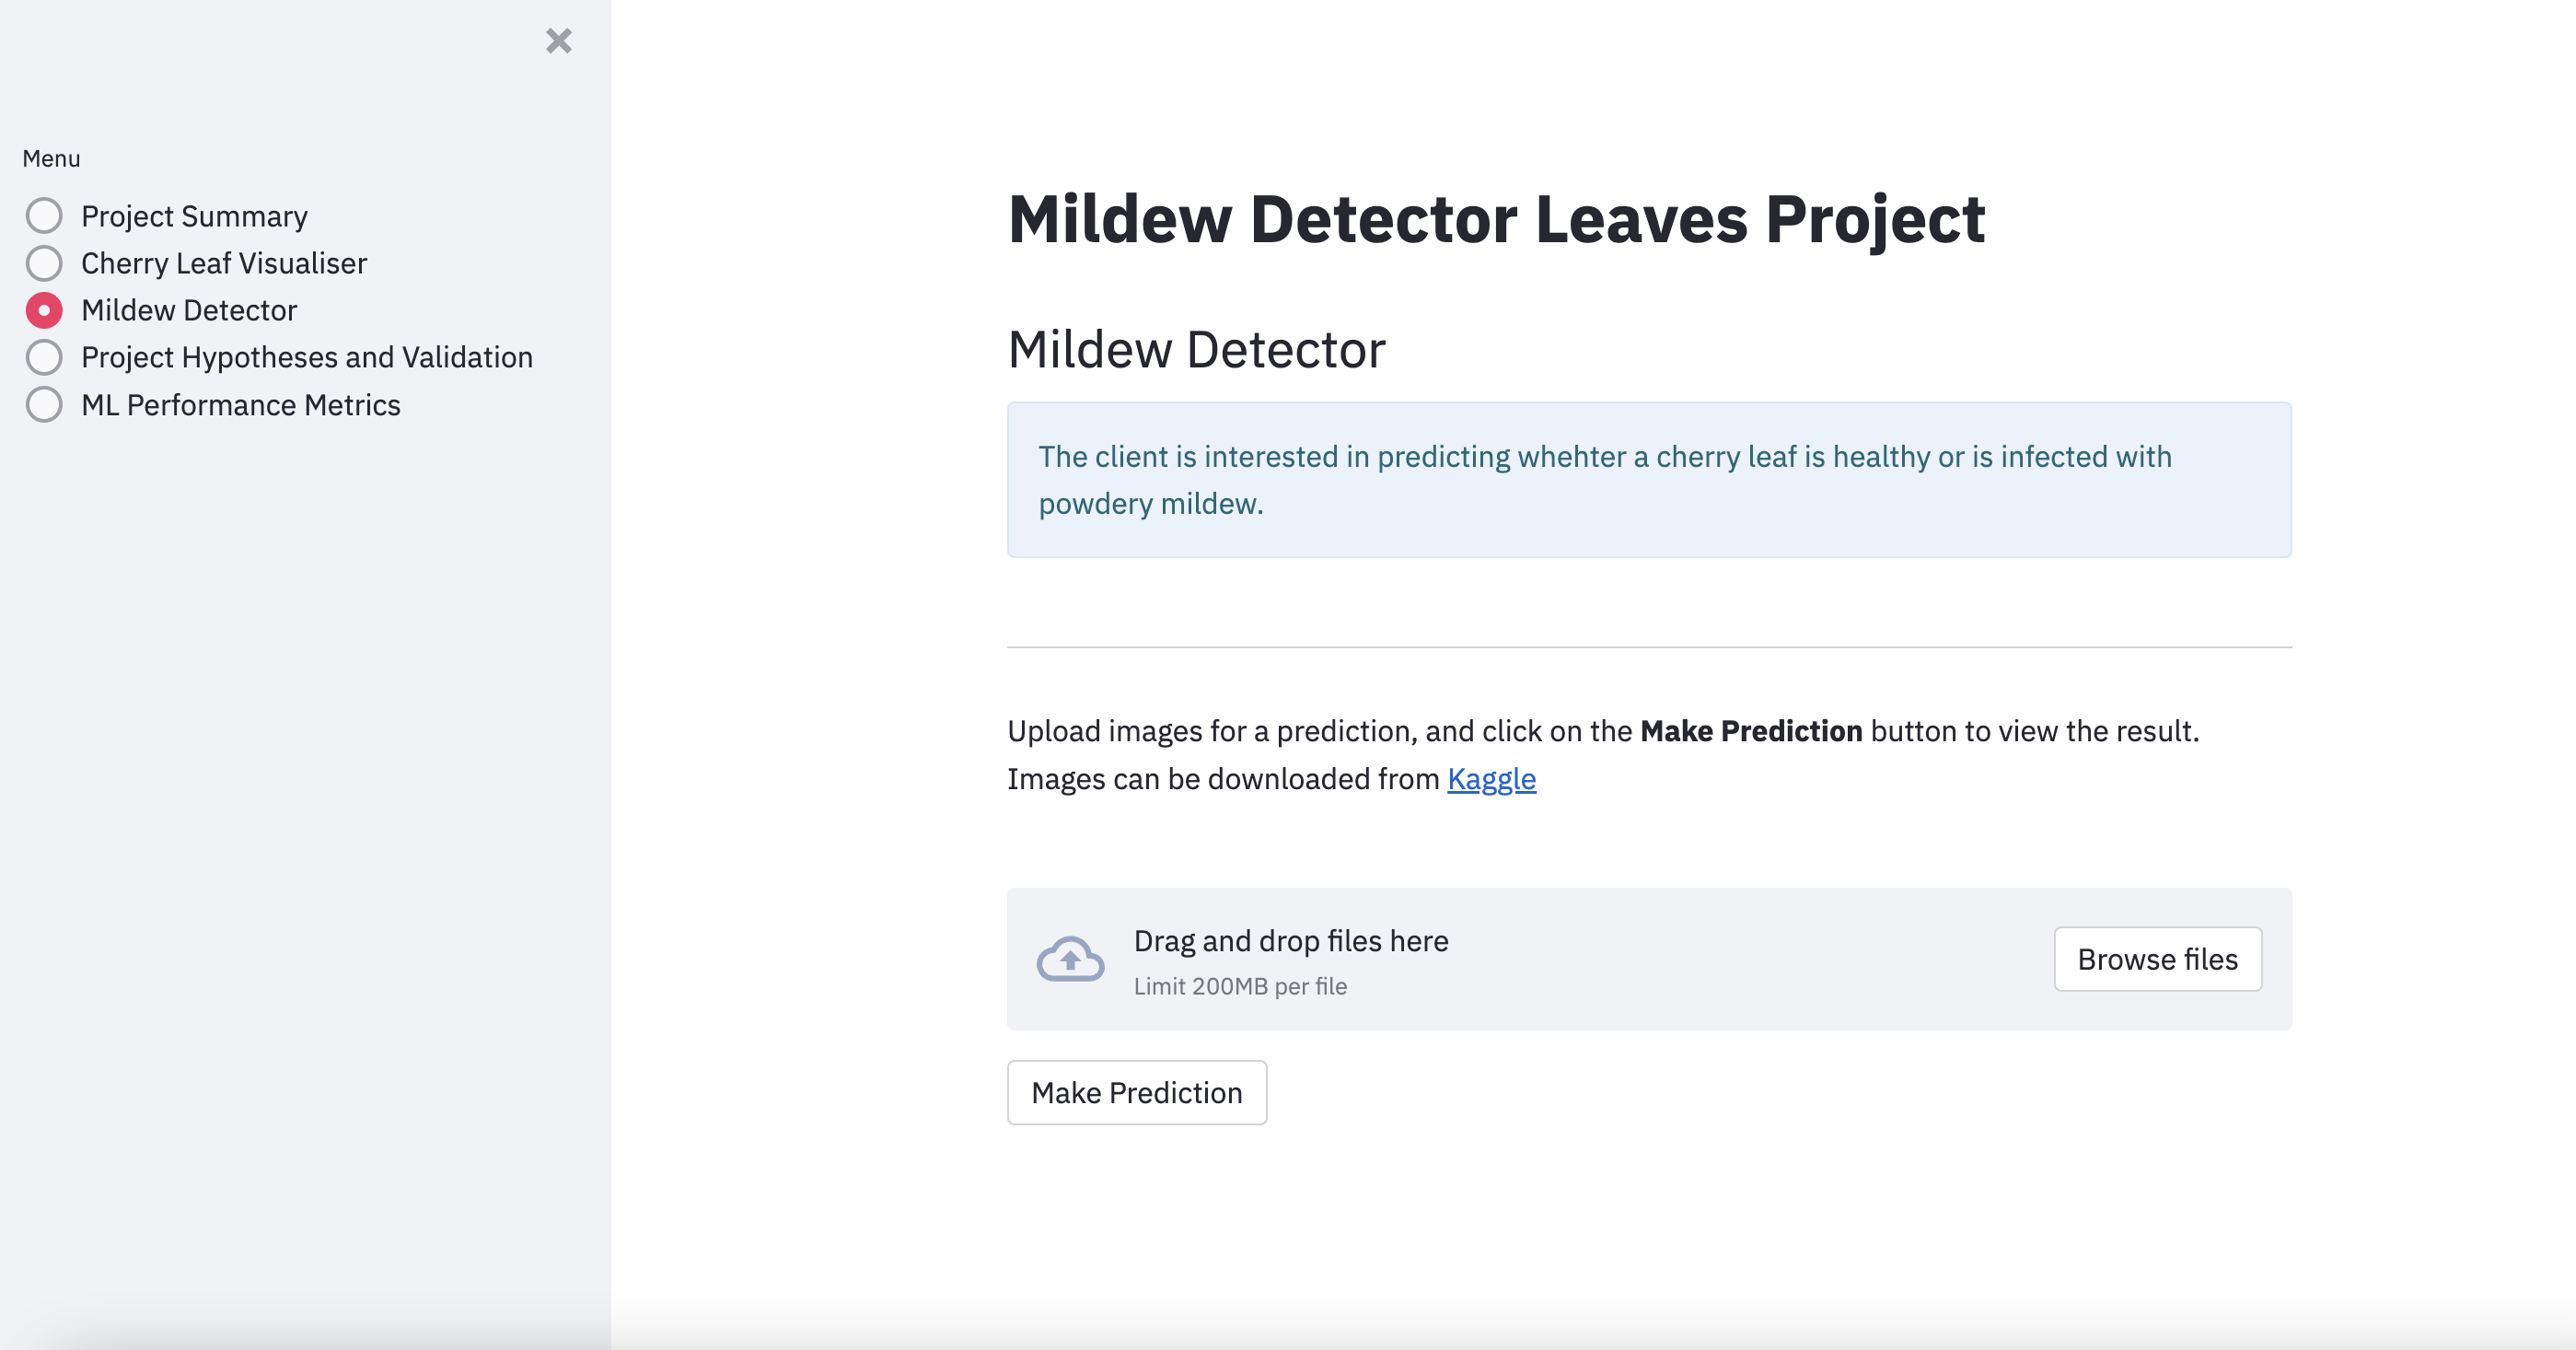 Menu
Project Summary
Cherry Leaf Visualiser
Mildew Detector
Project Hypotheses and Validation
ML Performance Metrics
Mildew Detector Leaves Project
Mildew Detector
The client is interested in predicting whehter a cherry leaf is healthy or is infected with
powdery mildew.
Upload images for a prediction, and click on the Make Prediction button to view the result.
Images can be downloaded from Kaggle
Drag and drop files here
Limit 200MB per file
Browse files
Make Prediction